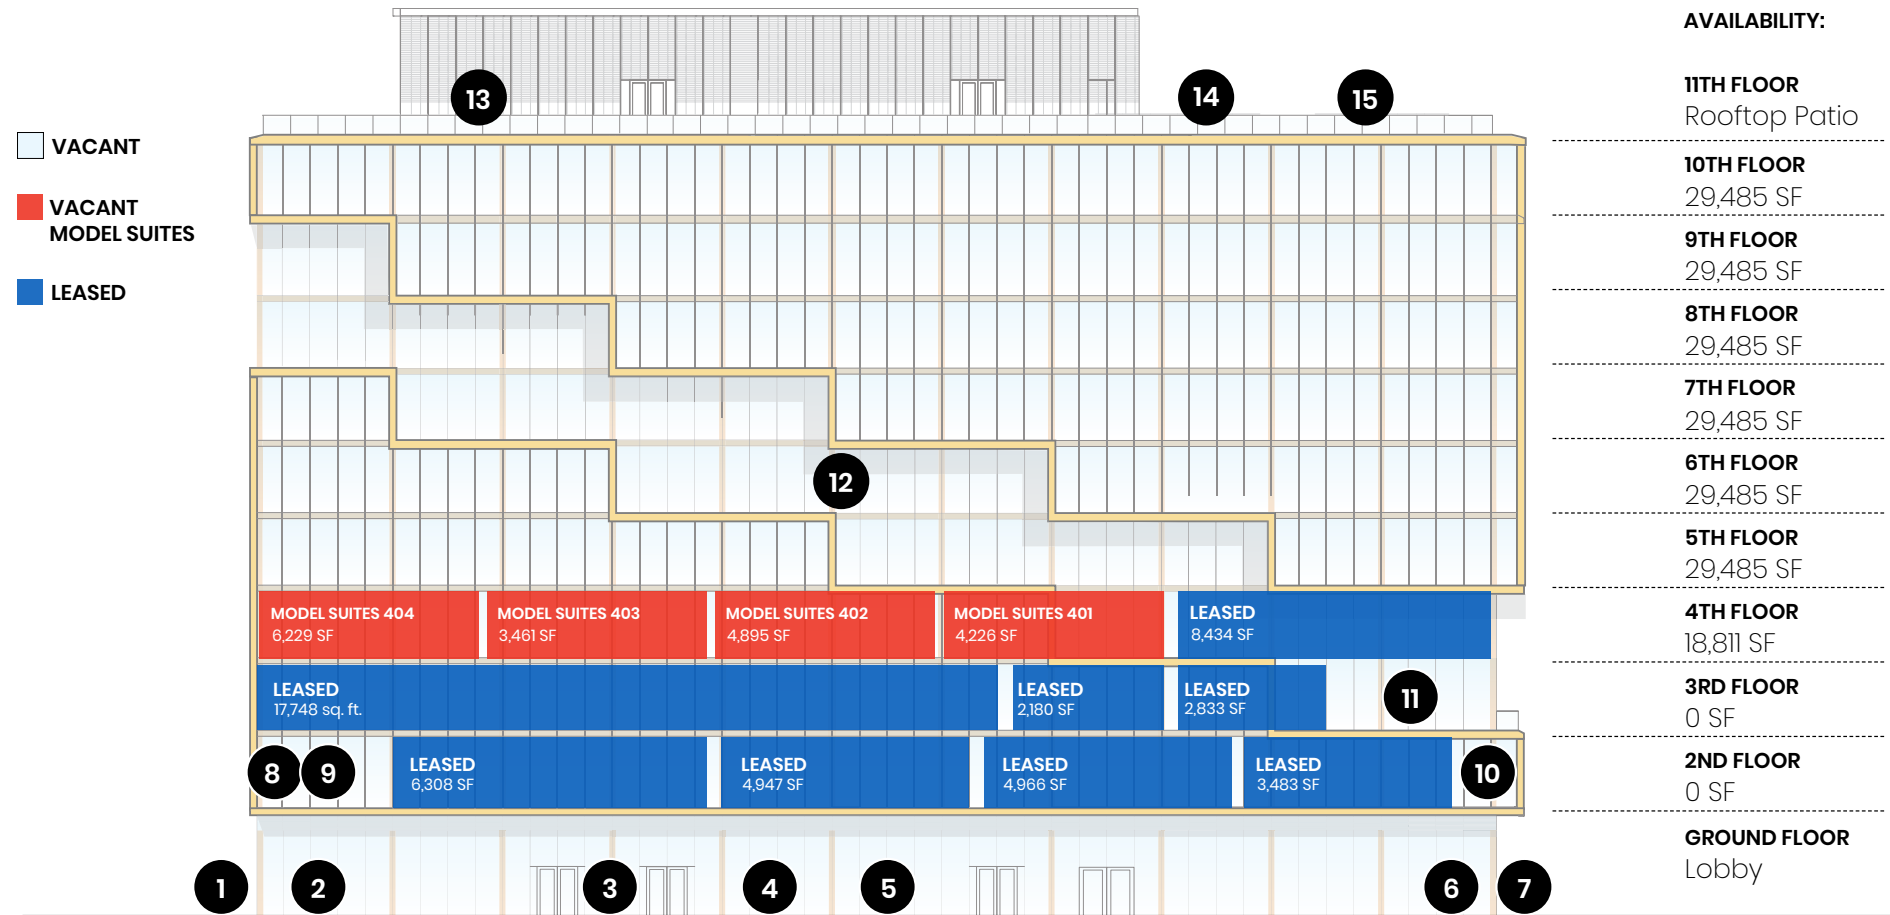 VACANT
VACANT
MODEL SUITES
LEASED
13
14
15
12
MODEL SUITES 404
6,229 SF
MODEL SUITES 403
3,461 SF
MODEL SUITES 402
4,895 SF
MODEL SUITES 401
4,226 SF
LEASED
8,434 SF
LEASED
17,748 sq. ft.
LEASED
2,180 SF
LEASED
2,833 SF
11
8
9
LEASED
6,308 SF
LEASED
4,947 SF
LEASED
4,966 SF
LEASED
3,483 SF
10
1
2
3
4
5
6
7
AVAILABILITY:
11TH FLOOR
Rooftop Patio
10TH FLOOR
29,485 SF
9TH FLOOR
29,485 SF
8TH FLOOR
29,485 SF
7TH FLOOR
29,485 SF
6TH FLOOR
29,485 SF
5TH FLOOR
29,485 SF
4TH FLOOR
18,811 SF
3RD FLOOR
0 SF
2ND FLOOR
0 SF
GROUND FLOOR
Lobby